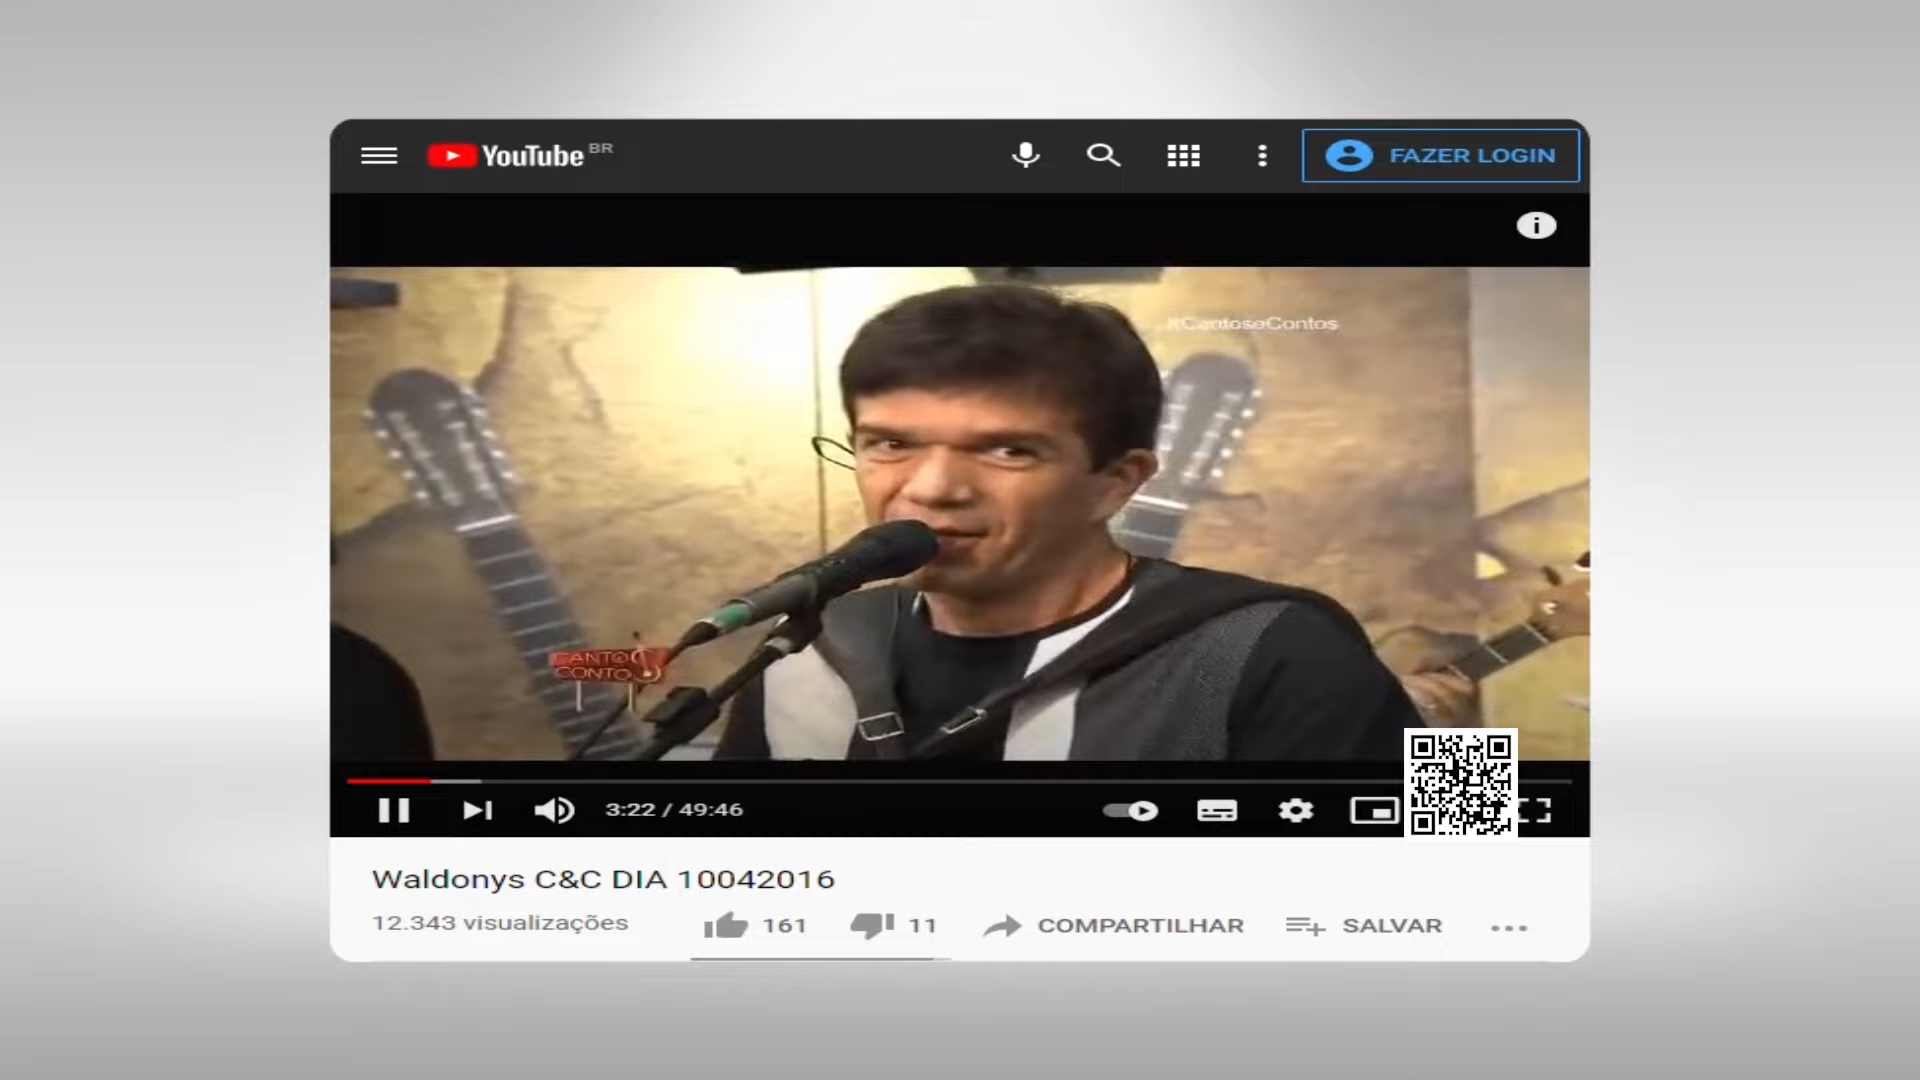 YouTube BR
FAZER LOGIN
#CantoseContos
CANTOS
CONTOS
3:22 / 49:46
Waldonys C&C DIA 10042016
12.343 visualizações
161
11
COMPARTILHAR
SALVAR